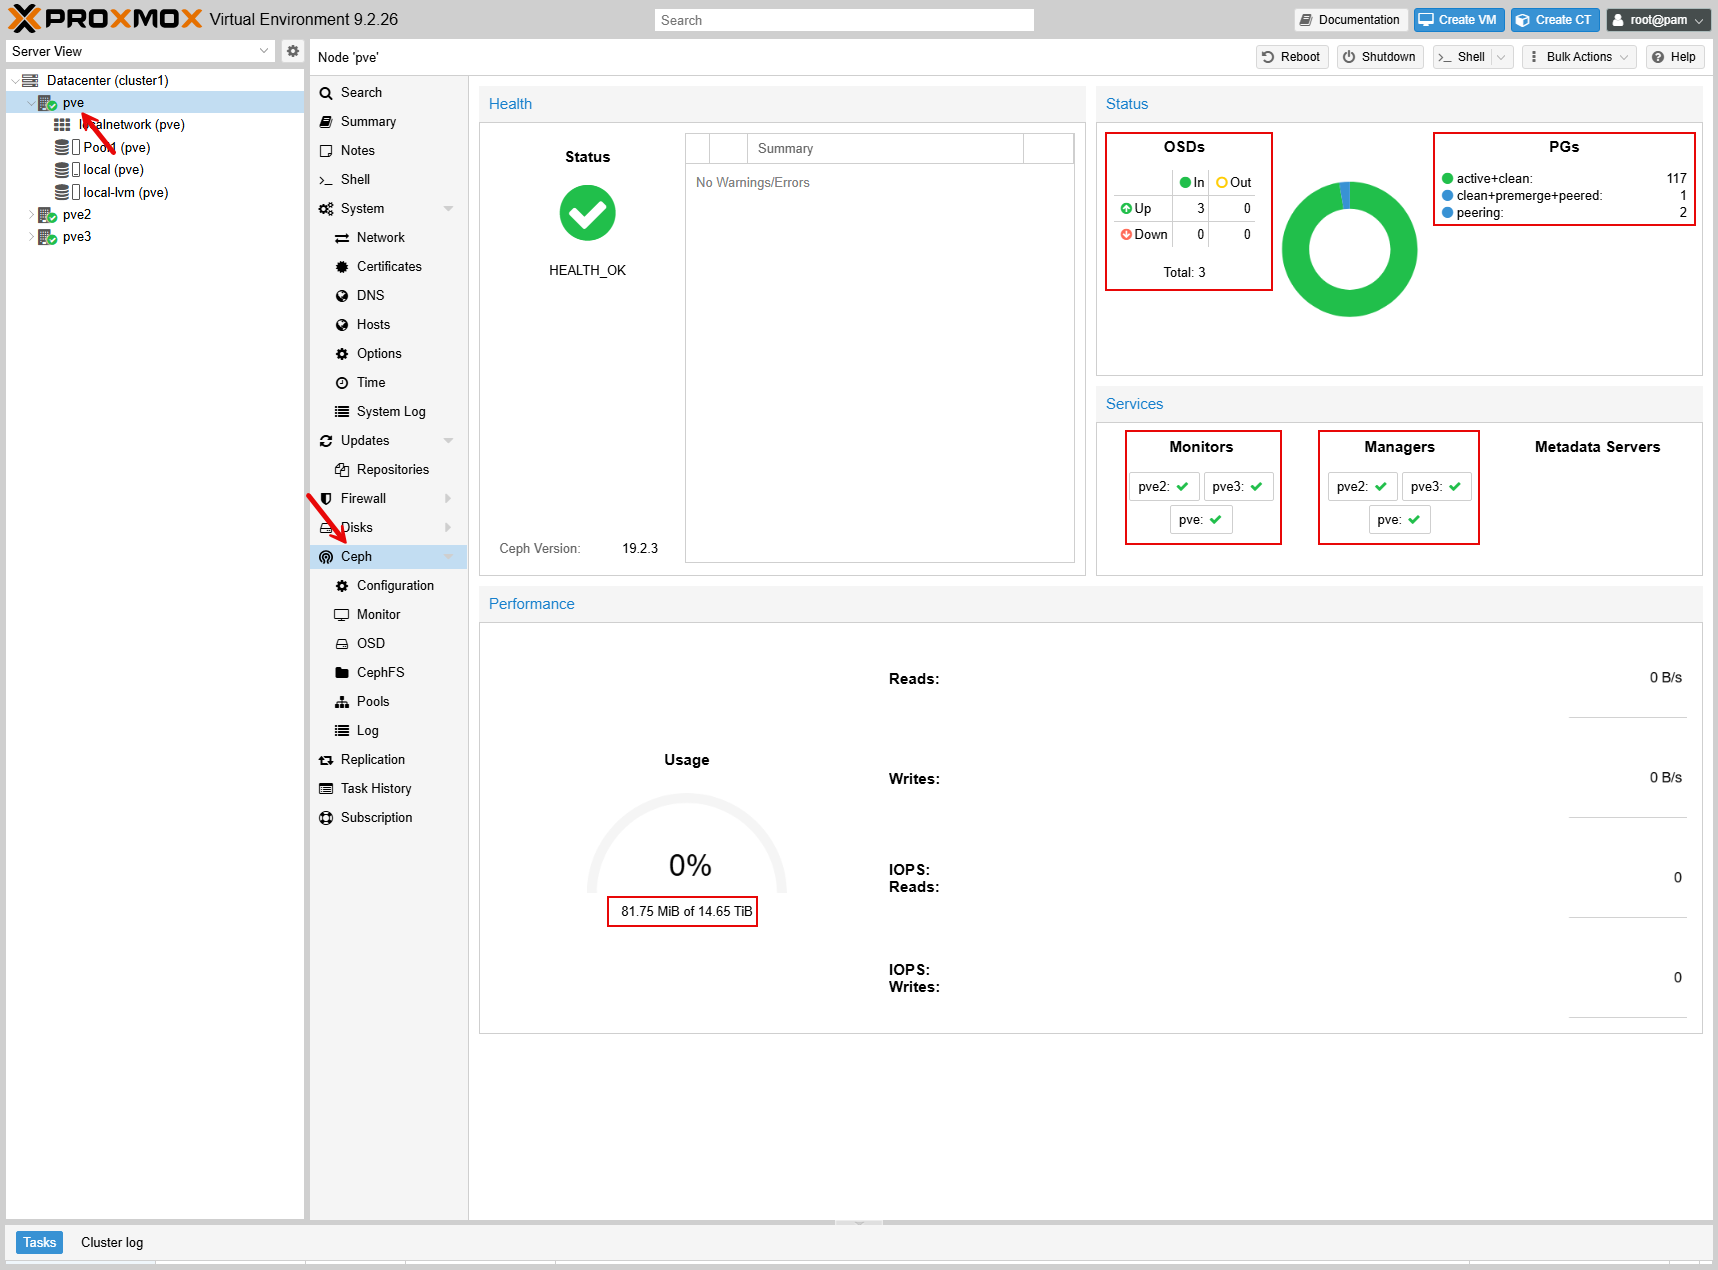 PROXMOX Virtual Environment 9.2.26
Search
Documentation
Create VM
Create CT
root@pam
Server View
Datacenter (cluster1)
pve
localnetwork (pve)
Pool1 (pve)
local (pve)
local-lvm (pve)
pve2
pve3
Node 'pve'
Reboot
Shutdown
Shell
Bulk Actions
Help
Search
Summary
Notes
Shell
System
Network
Certificates
DNS
Hosts
Options
Time
System Log
Updates
Repositories
Firewall
Disks
Ceph
Configuration
Monitor
OSD
CephFS
Pools
Log
Replication
Task History
Subscription
Health
Status
HEALTH_OK
Ceph Version: 19.2.3
Summary
No Warnings/Errors
Status
OSDs
In Out
Up 3 0
Down 0 0
Total: 3
PGs
active+clean: 117
clean+premerge+peered: 1
peering: 2
Services
Monitors
pve2:
pve3:
pve:
Managers
pve2:
pve3:
pve:
Metadata Servers
Performance
Usage
0%
81.75 MiB of 14.65 TiB
Reads: 0 B/s
Writes: 0 B/s
IOPS:
Reads: 0
IOPS:
Writes: 0
Tasks
Cluster log